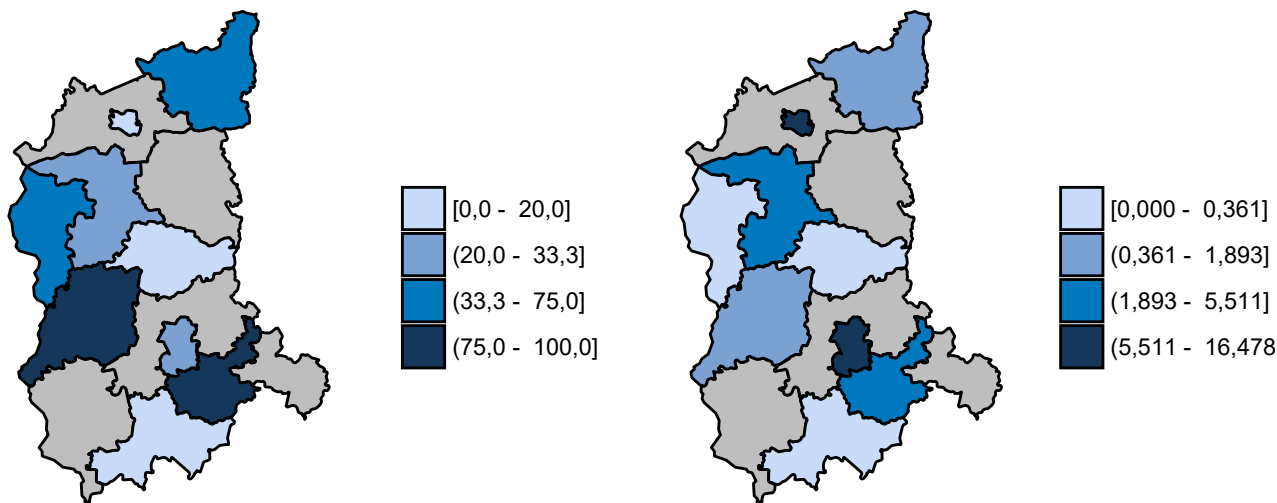 [0,0 - 20,0]
(20,0 - 33,3]
(33,3 - 75,0]
(75,0 - 100,0]
[0,000 - 0,361]
(0,361 - 1,893]
(1,893 - 5,511]
(5,511 - 16,478